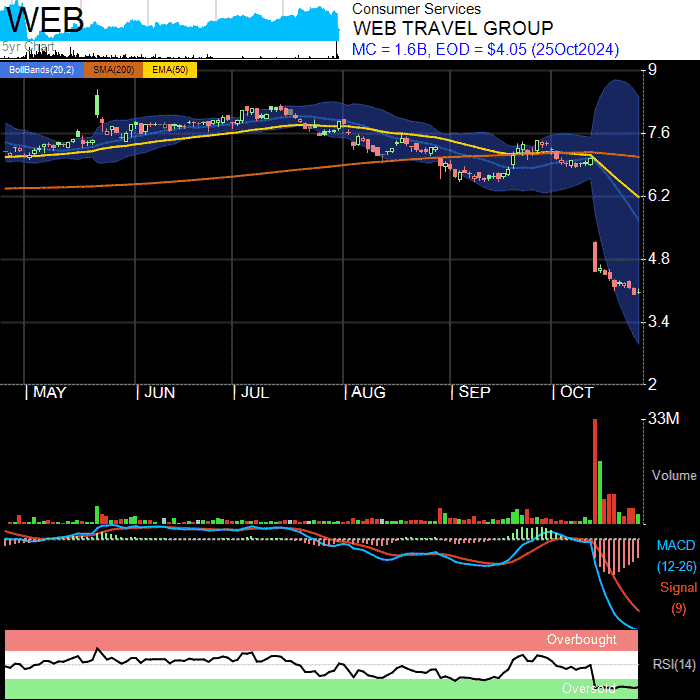 WEB
5yr Chart
Consumer Services
WEB TRAVEL GROUP
MC = 1.6B, EOD = $4.05 (25Oct2024)
BollBands(20,2) SMA(200) EMA(50)
9
7.6
6.2
4.8
3.4
2
MAY JUN JUL AUG SEP OCT
33M
Volume
MACD
(12-26)
Signal
(9)
Overbought
RSI(14)
Oversold